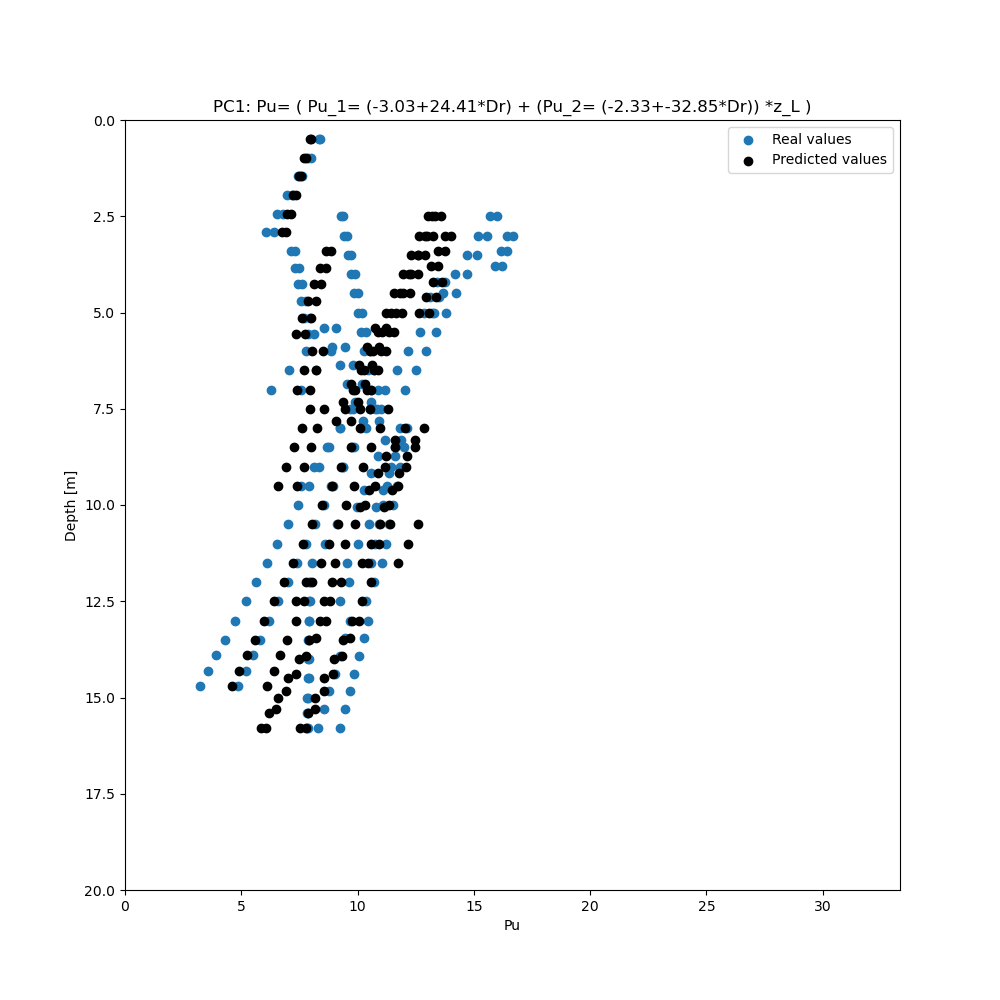 PC1: Pu= ( Pu_1= (-3.03+24.41*Dr) + (Pu_2= (-2.33+-32.85*Dr)) *z_L )
Real values
Predicted values
0.0
2.5
5.0
7.5
10.0
12.5
15.0
17.5
20.0
Depth [m]
0 5 10 15 20 25 30
Pu